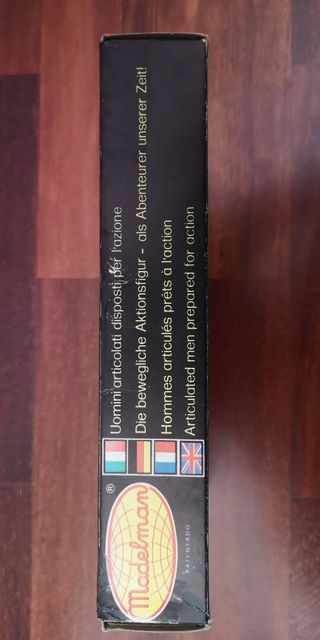 Madelman ®
PATENTADO
Uomini articolati disposti per l'azione
Die bewegliche Aktionsfigur - als Abenteurer unserer Zeit!
Hommes articulés prêts à l'action
Articulated men prepared for action